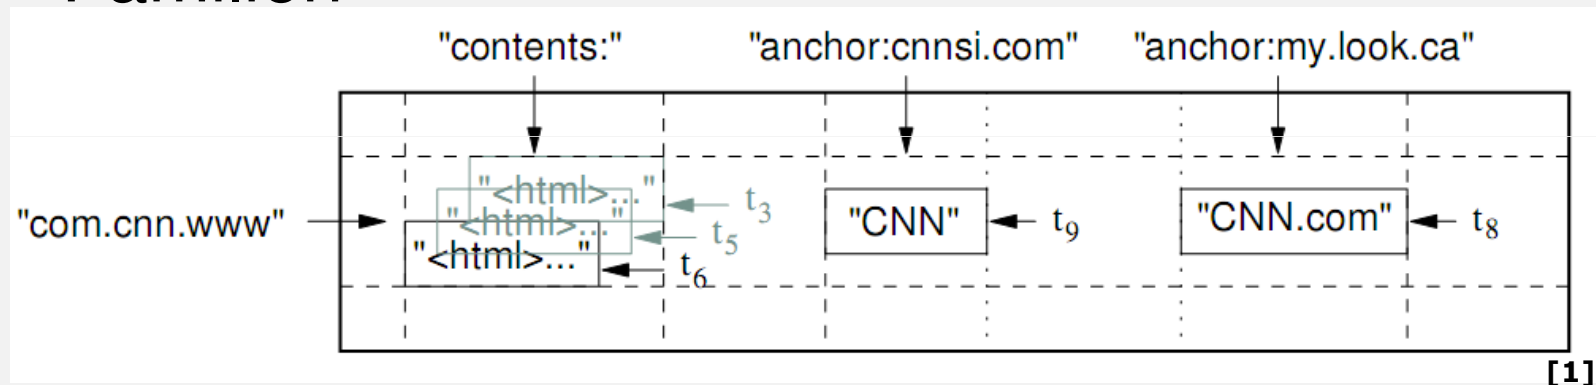 "contents:" "anchor:cnnsi.com" "anchor:my.look.ca"
"<html>..." t3
"com.cnn.www" "<html>..." t5 "CNN" t9 "CNN.com" t8
"<html>..." t6
[1]